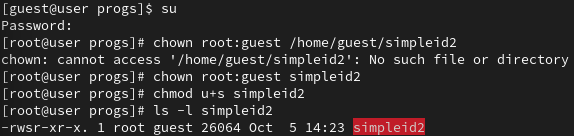 [guest@user progs]$ su
Password:
[root@user progs]# chown root:guest /home/guest/simpleid2
chown: cannot access '/home/guest/simpleid2': No such file or directory
[root@user progs]# chown root:guest simpleid2
[root@user progs]# chmod u+s simpleid2
[root@user progs]# ls -l simpleid2
-rwsr-xr-x. 1 root guest 26064 Oct  5 14:23 simpleid2